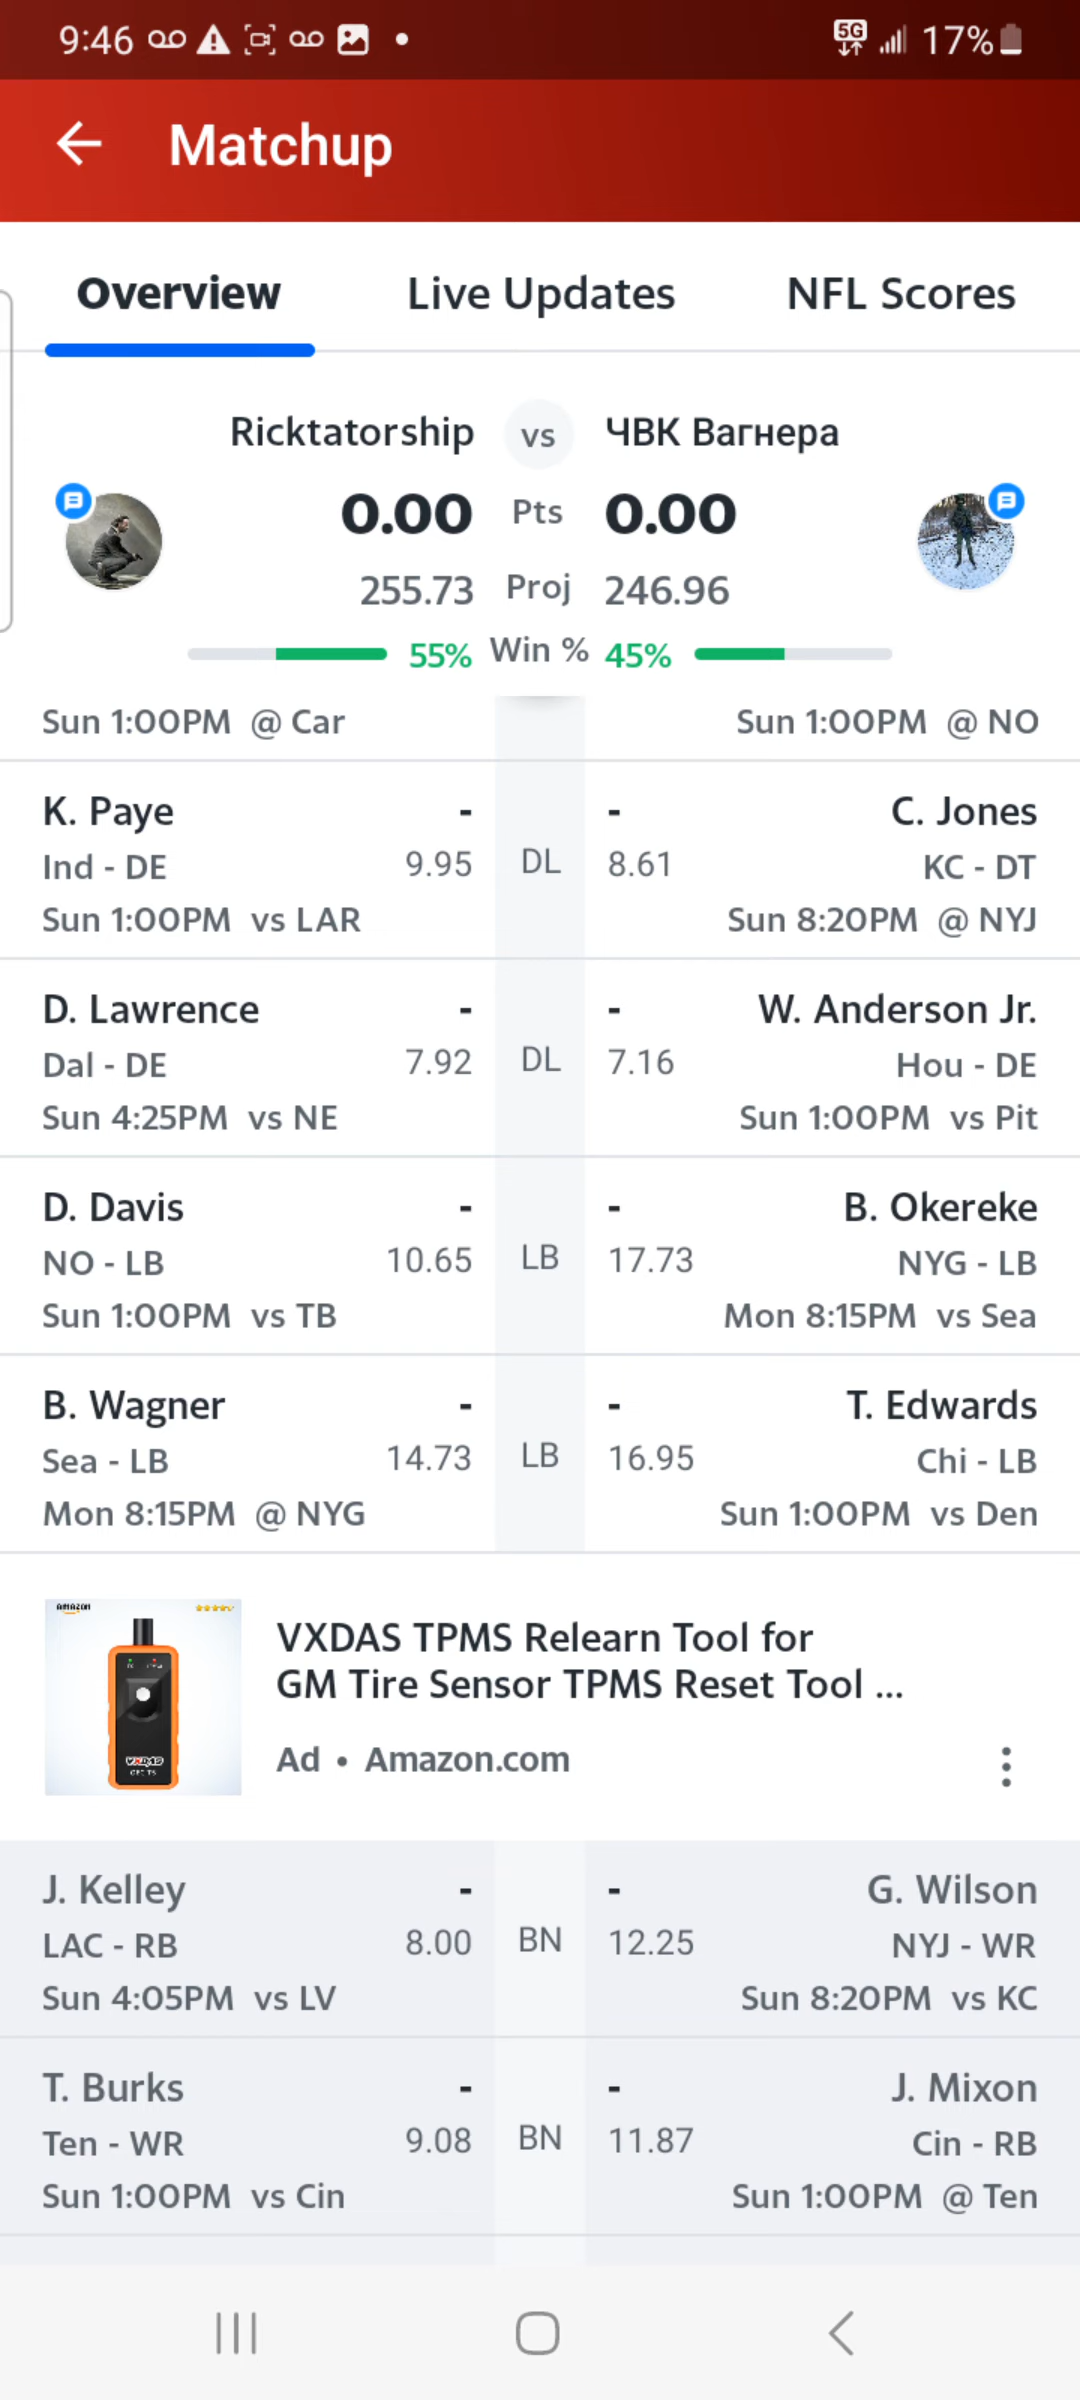 9:46 5G 17%
Matchup
Overview Live Updates NFL Scores
Ricktatorship vs ЧВК Вагнера
0.00 Pts 0.00
255.73 Proj 246.96
55% Win % 45%
Sun 1:00PM @ Car Sun 1:00PM @ NO
K. Paye - - C. Jones
Ind - DE 9.95 DL 8.61 KC - DT
Sun 1:00PM vs LAR Sun 8:20PM @ NYJ
D. Lawrence - - W. Anderson Jr.
Dal - DE 7.92 DL 7.16 Hou - DE
Sun 4:25PM vs NE Sun 1:00PM vs Pit
D. Davis - - B. Okereke
NO - LB 10.65 LB 17.73 NYG - LB
Sun 1:00PM vs TB Mon 8:15PM vs Sea
B. Wagner - - T. Edwards
Sea - LB 14.73 LB 16.95 Chi - LB
Mon 8:15PM @ NYG Sun 1:00PM vs Den
AMAZON
VXDAS
VXDAS TPMS Relearn Tool for
GM Tire Sensor TPMS Reset Tool ...
Ad • Amazon.com
J. Kelley - - G. Wilson
LAC - RB 8.00 BN 12.25 NYJ - WR
Sun 4:05PM vs LV Sun 8:20PM vs KC
T. Burks - - J. Mixon
Ten - WR 9.08 BN 11.87 Cin - RB
Sun 1:00PM vs Cin Sun 1:00PM @ Ten